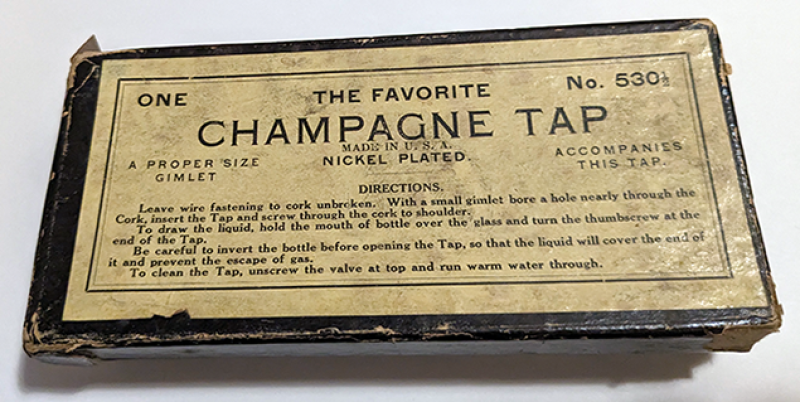 ONE THE FAVORITE No. 530½
CHAMPAGNE TAP
MADE IN U. S. A.
A PROPER SIZE GIMLET NICKEL PLATED. ACCOMPANIES THIS TAP.
DIRECTIONS.
Leave wire fastening to cork unbroken. With a small gimlet bore a hole nearly through the
Cork, insert the Tap and screw through the cork to shoulder.
To draw the liquid, hold the mouth of bottle over the glass and turn the thumbscrew at the
end of the Tap.
Be careful to invert the bottle before opening the Tap, so that the liquid will cover the end of
it and prevent the escape of gas.
To clean the Tap, unscrew the valve at top and run warm water through.